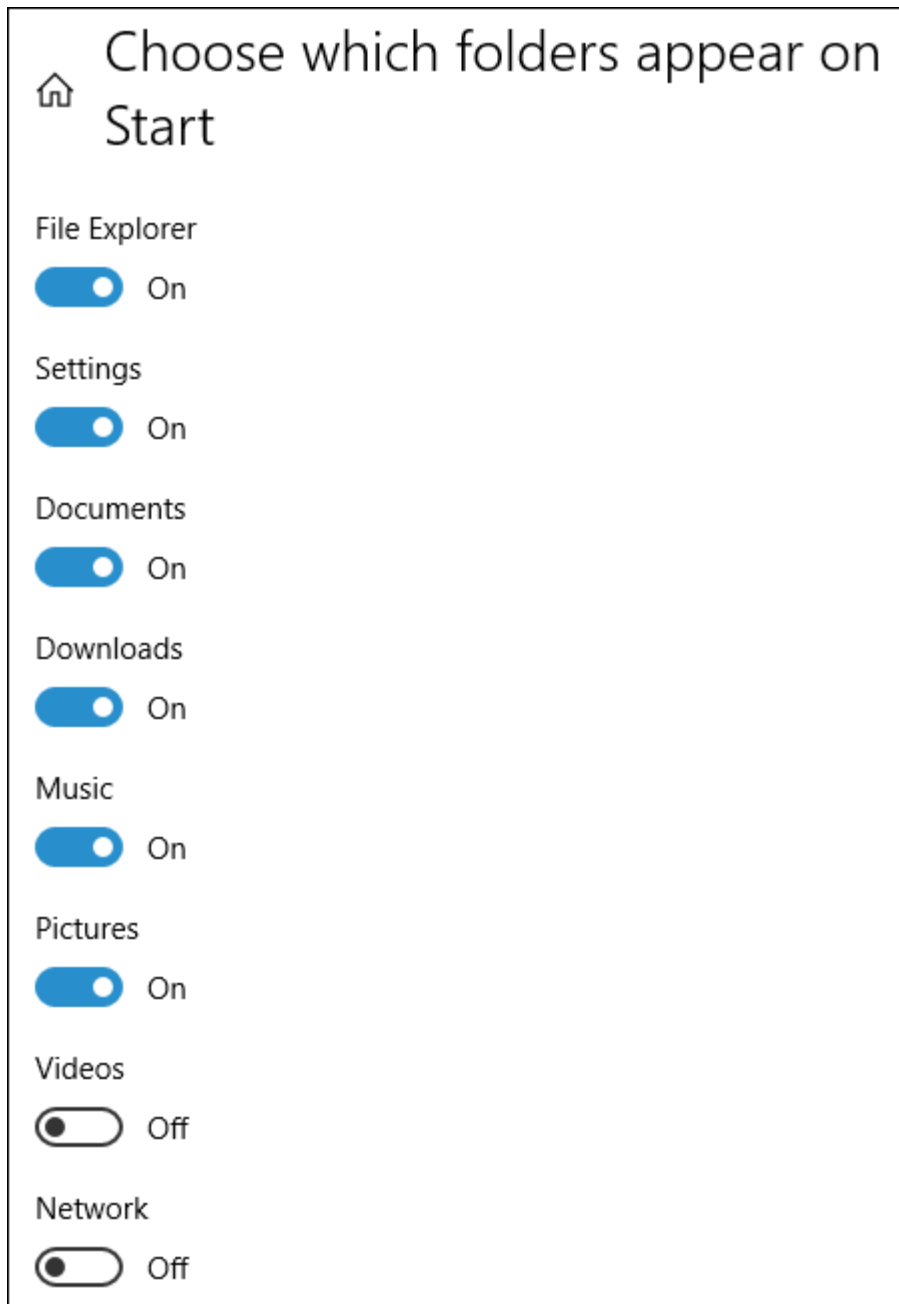 Choose which folders appear on
Start
File Explorer
On
Settings
On
Documents
On
Downloads
On
Music
On
Pictures
On
Videos
Off
Network
Off